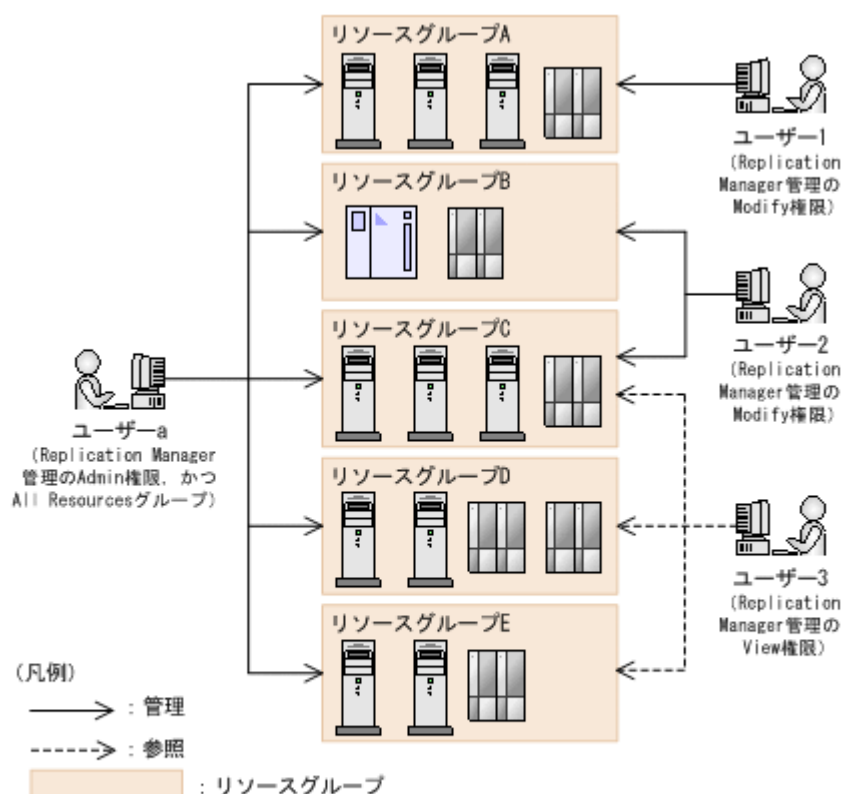 リソースグループA
ユーザー1
(Replication
Manager管理の
Modify権限)
リソースグループB
リソースグループC
ユーザー2
(Replication
Manager管理の
Modify権限)
ユーザーa
(Replication Manager
管理のAdmin権限，かつ
All Resourcesグループ)
リソースグループD
ユーザー3
(Replication
Manager管理の
View権限)
リソースグループE
(凡例)
：管理
：参照
：リソースグループ